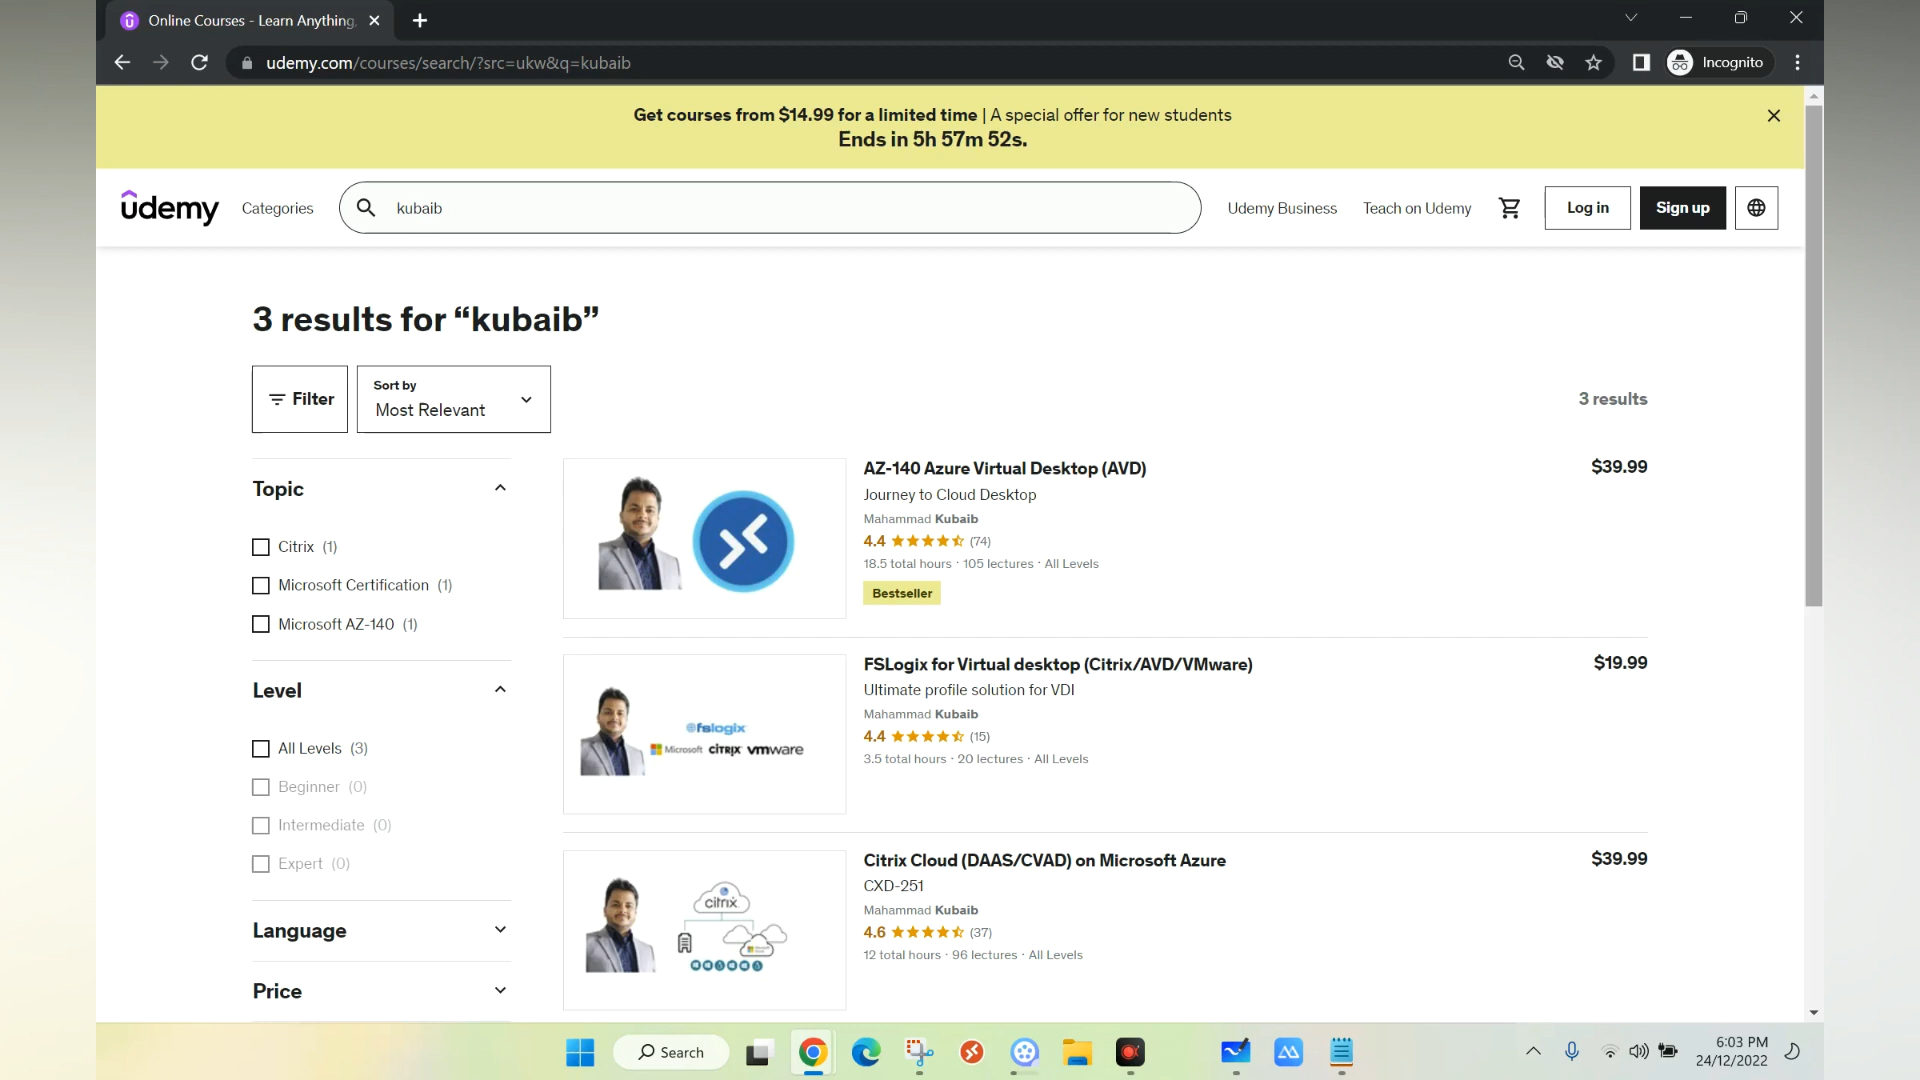 Online Courses - Learn Anything,
udemy.com/courses/search/?src=ukw&q=kubaib
Incognito
Get courses from $14.99 for a limited time | A special offer for new students
Ends in 5h 57m 52s.
udemy
Categories
kubaib
Udemy Business
Teach on Udemy
Log in
Sign up
3 results for “kubaib”
Filter
Sort by
Most Relevant
3 results
Topic
Citrix (1)
Microsoft Certification (1)
Microsoft AZ-140 (1)
Level
All Levels (3)
Beginner (0)
Intermediate (0)
Expert (0)
Language
Price
AZ-140 Azure Virtual Desktop (AVD)
$39.99
Journey to Cloud Desktop
Mahammad Kubaib
4.4 (74)
18.5 total hours · 105 lectures · All Levels
Bestseller
fslogix
Microsoft CİTRIX vmware
FSLogix for Virtual desktop (Citrix/AVD/VMware)
$19.99
Ultimate profile solution for VDI
Mahammad Kubaib
4.4 (15)
3.5 total hours · 20 lectures · All Levels
citrix
Citrix Cloud (DAAS/CVAD) on Microsoft Azure
$39.99
CXD-251
Mahammad Kubaib
4.6 (37)
12 total hours · 96 lectures · All Levels
Search
6:03 PM
24/12/2022